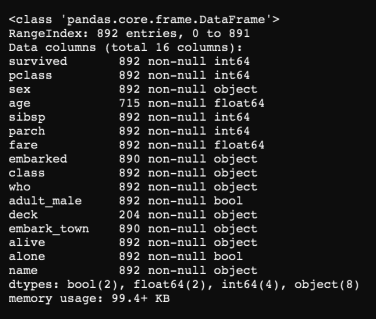 <class 'pandas.core.frame.DataFrame'>
RangeIndex: 892 entries, 0 to 891
Data columns (total 16 columns):
survived       892 non-null int64
pclass         892 non-null int64
sex            892 non-null object
age            715 non-null float64
sibsp          892 non-null int64
parch          892 non-null int64
fare           892 non-null float64
embarked       890 non-null object
class          892 non-null object
who            892 non-null object
adult_male     892 non-null bool
deck           204 non-null object
embark_town    890 non-null object
alive          892 non-null object
alone          892 non-null bool
name           892 non-null object
dtypes: bool(2), float64(2), int64(4), object(8)
memory usage: 99.4+ KB